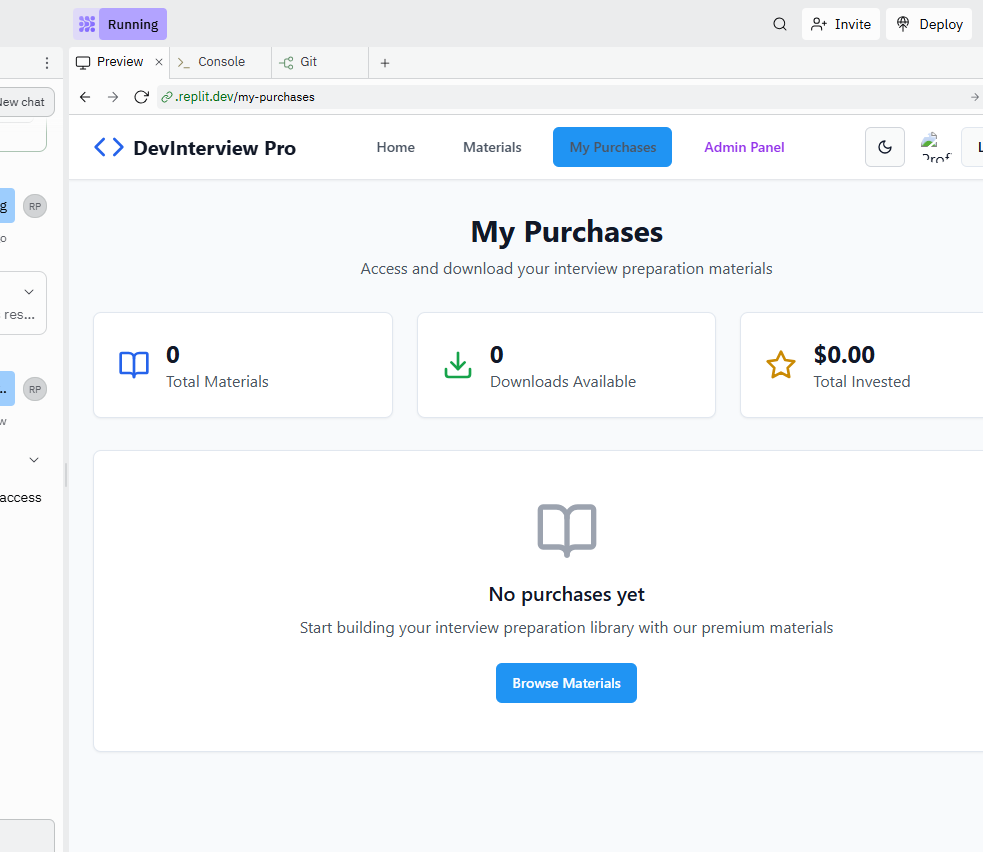 Running
Invite
Deploy
Preview
Console
Git
New chat
.replit.dev/my-purchases
DevInterview Pro
Home
Materials
My Purchases
Admin Panel
RP
res...
RP
access
My Purchases
Access and download your interview preparation materials
0
Total Materials
0
Downloads Available
$0.00
Total Invested
No purchases yet
Start building your interview preparation library with our premium materials
Browse Materials